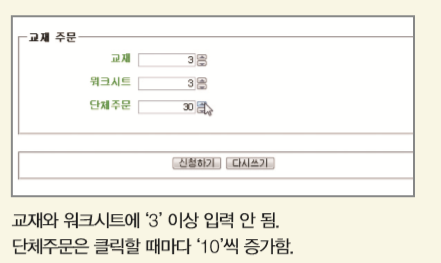 교재 주문
교재 3
워크시트 3
단체주문 30
신청하기 다시쓰기
교재와 워크시트에 ‘3’ 이상 입력 안 됨.
단체주문은 클릭할 때마다 ‘10’씩 증가함.